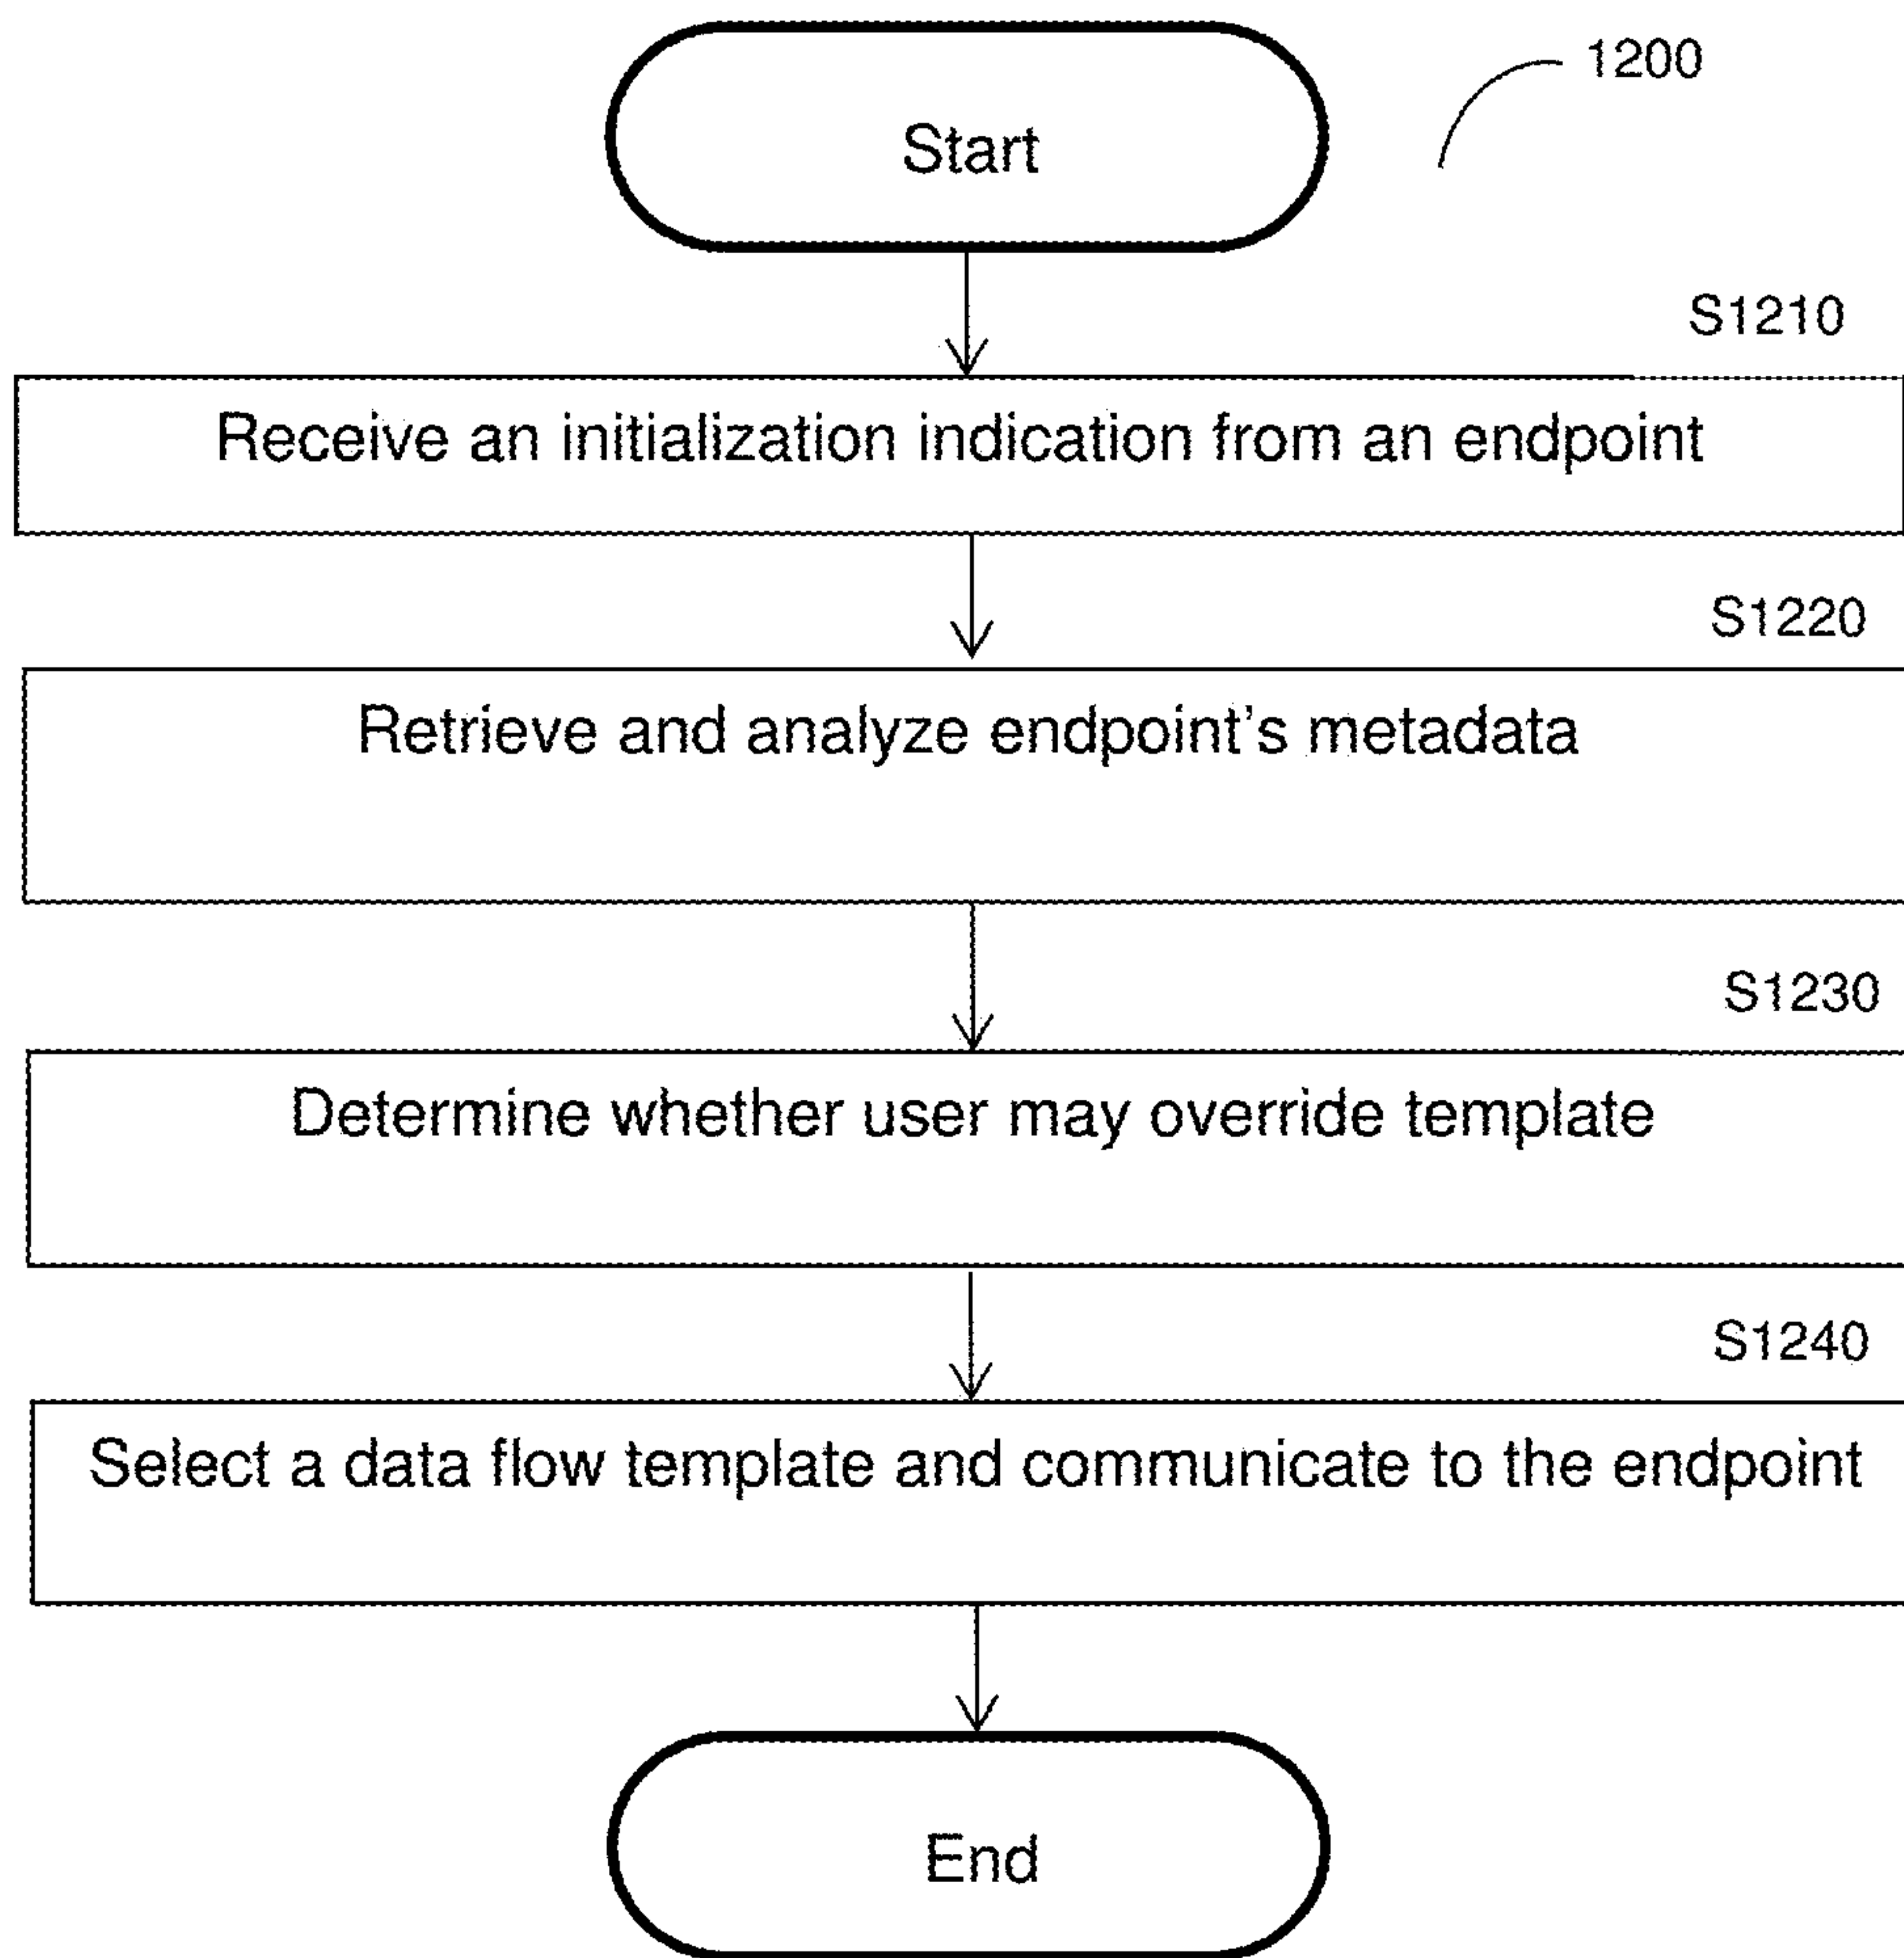 Start
1200
S1210
Receive an initialization indication from an endpoint
S1220
Retrieve and analyze endpoint's metadata
S1230
Determine whether user may override template
S1240
Select a data flow template and communicate to the endpoint
End